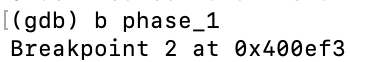 (gdb) b phase_1
Breakpoint 2 at 0x400ef3